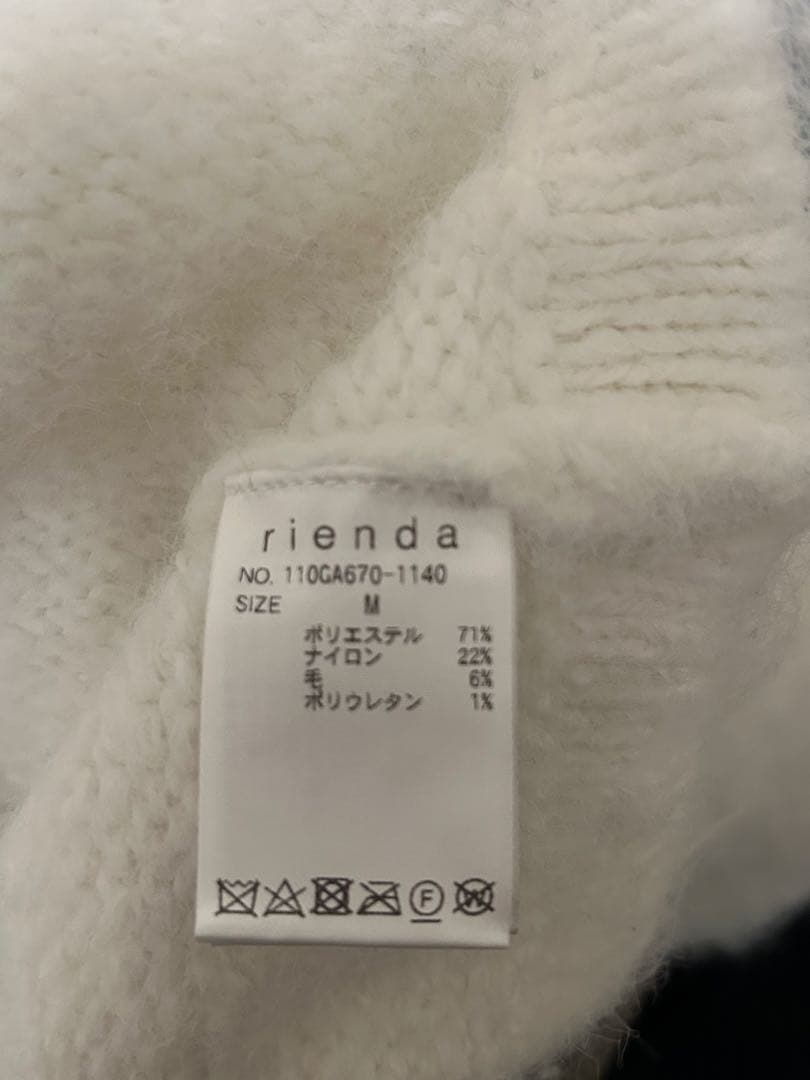 rienda
NO. 110GA670-1140
SIZE M
ポリエステル 71%
ナイロン 22%
毛 6%
ポリウレタン 1%
F W